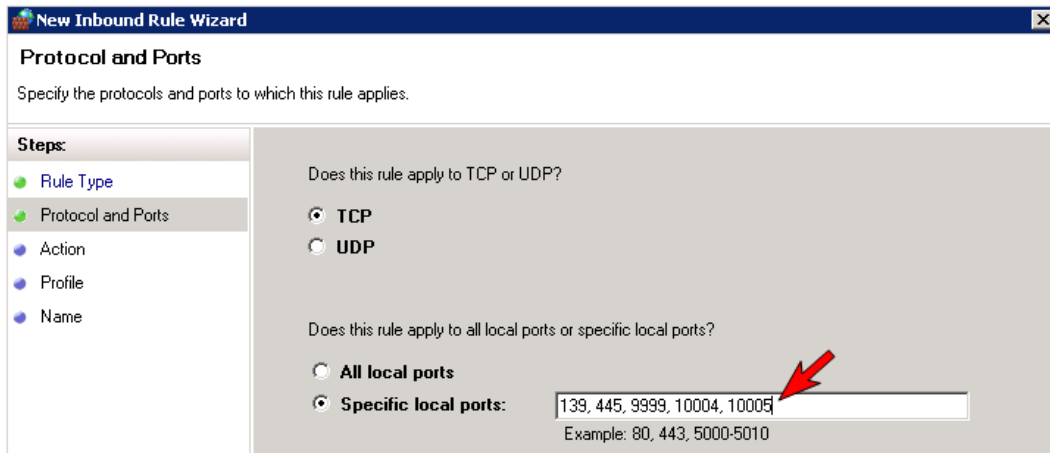 New Inbound Rule Wizard
Protocol and Ports
Specify the protocols and ports to which this rule applies.
Steps:
Rule Type
Protocol and Ports
Action
Profile
Name
Does this rule apply to TCP or UDP?
TCP
UDP
Does this rule apply to all local ports or specific local ports?
All local ports
Specific local ports: 139, 445, 9999, 10004, 10005
Example: 80, 443, 5000-5010